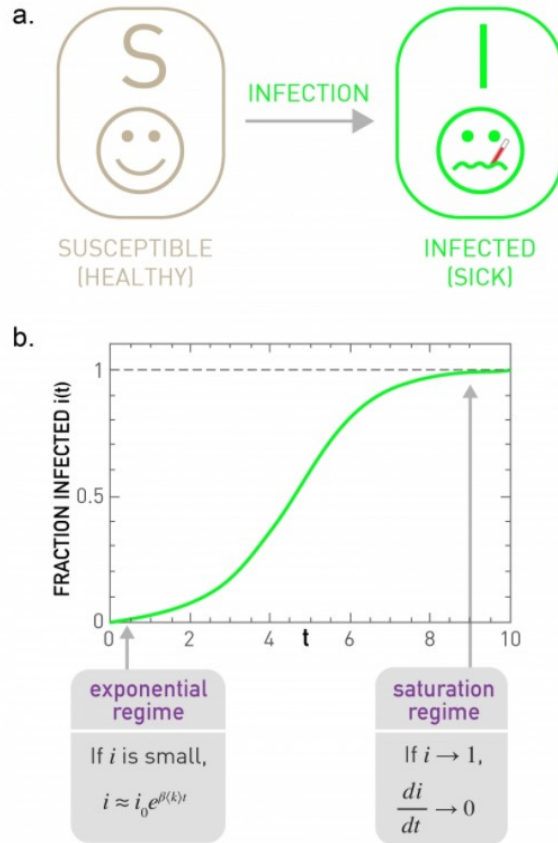 a.
S
I
INFECTION
SUSCEPTIBLE
(HEALTHY)
INFECTED
(SICK)
b.
FRACTION INFECTED i(t)
1
0.5
0
0 2 4 t 6 8 10
exponential
regime
If i is small,
i ≈ i₀e^{β⟨k⟩t}
saturation
regime
If i → 1,
di/dt → 0